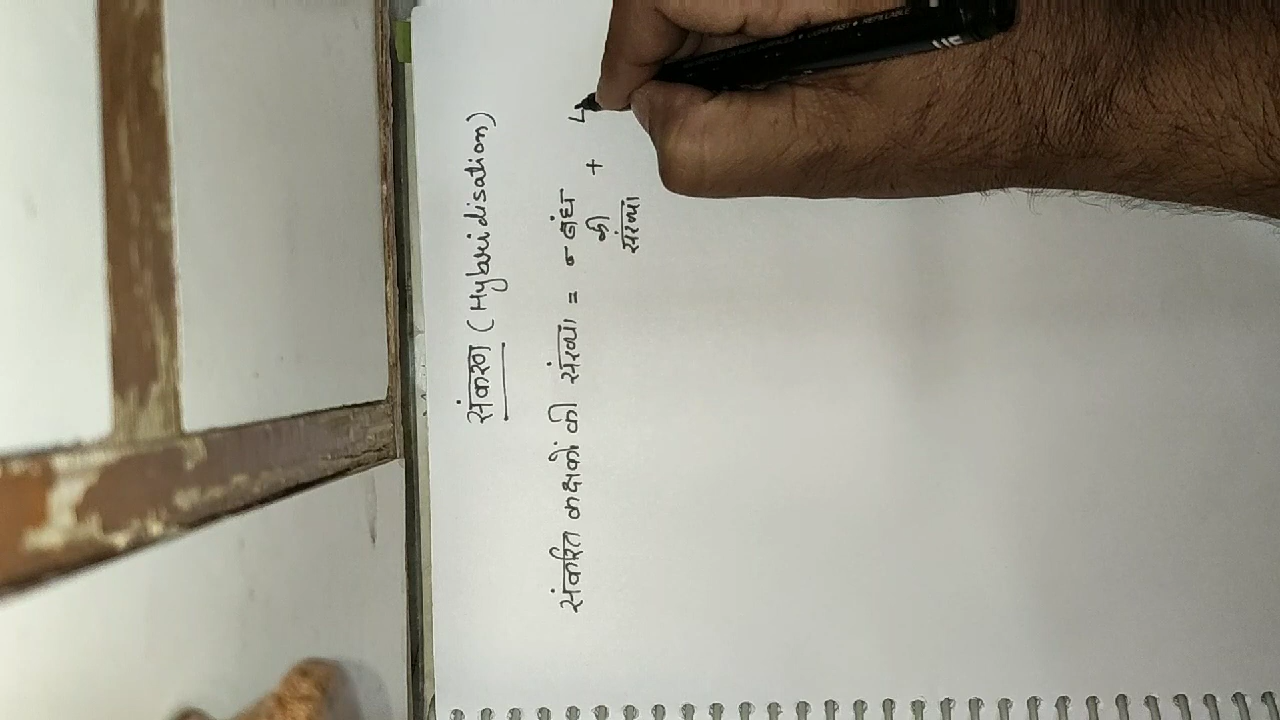 संकरण (Hybridisation)
संकरित कक्षकों की संख्या = σ बंध +
की
संख्या